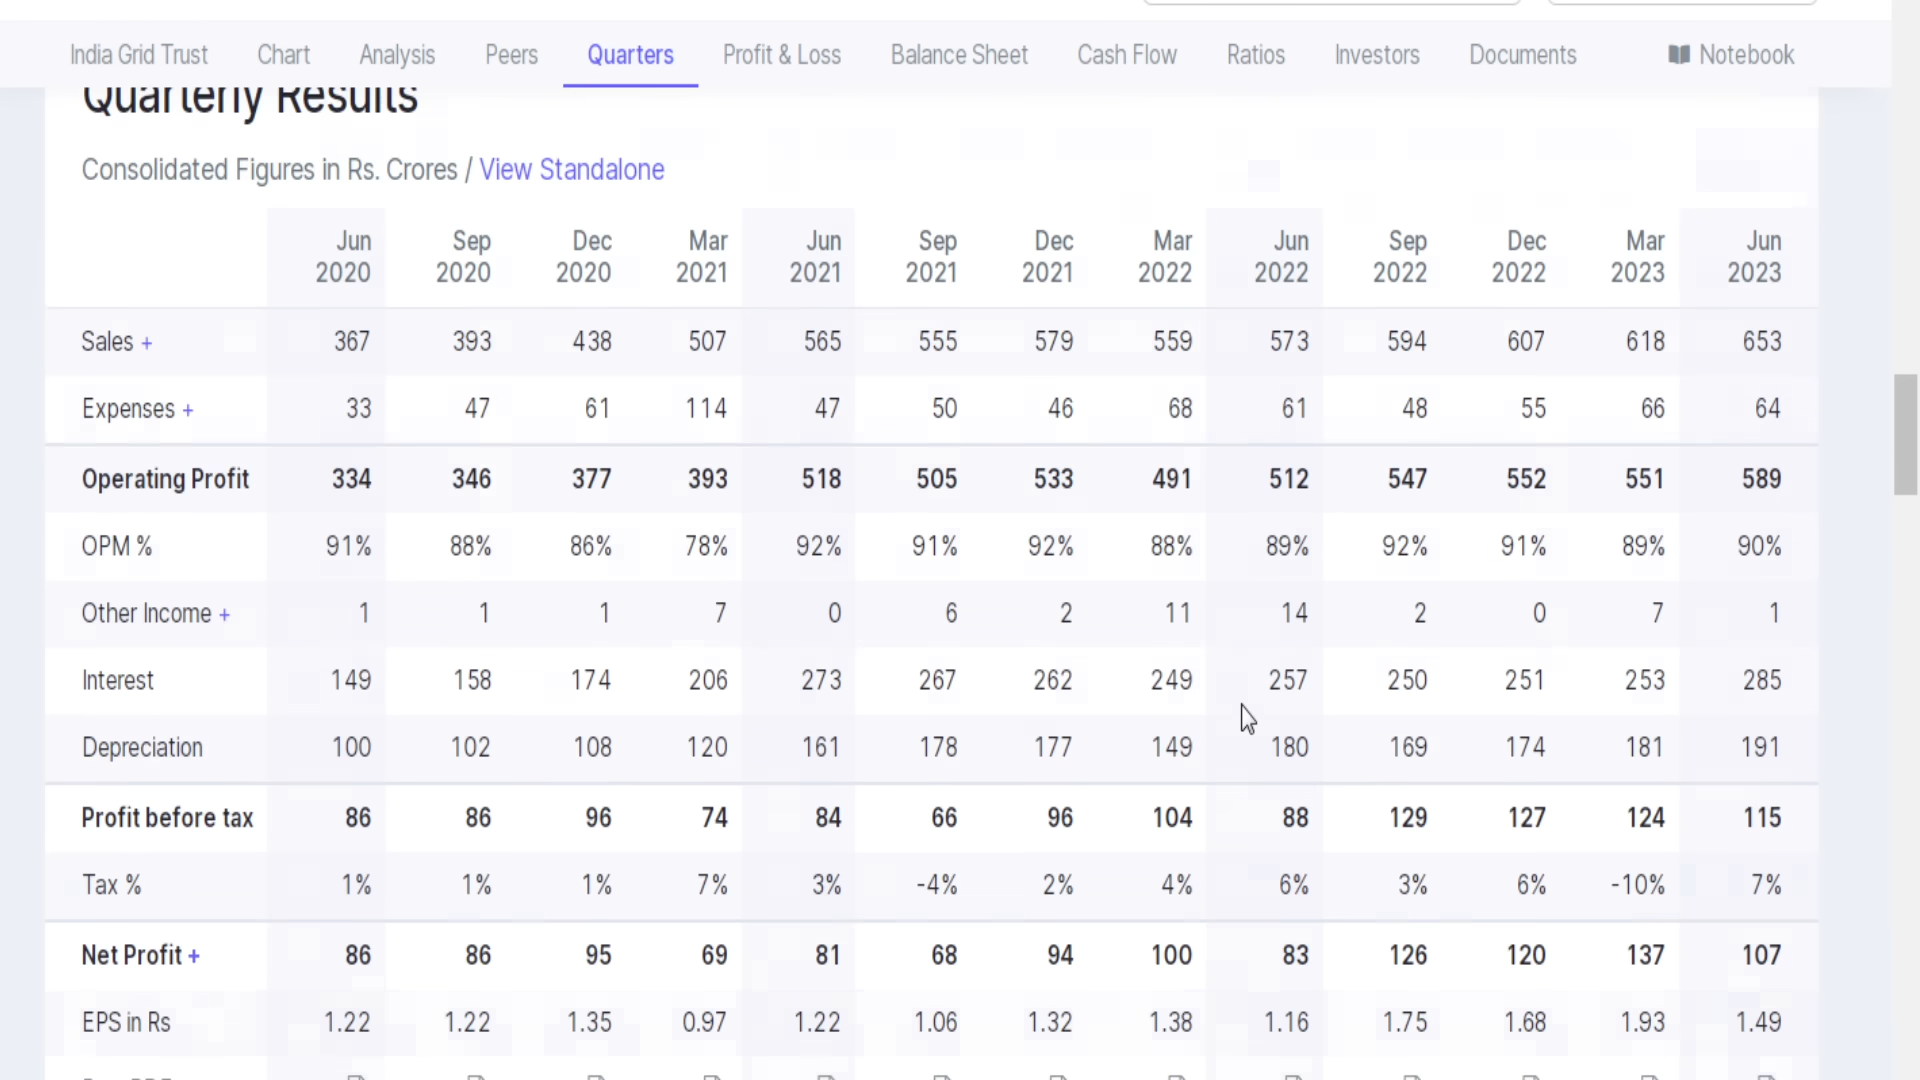 India Grid Trust Chart Analysis Peers Quarters Profit & Loss Balance Sheet Cash Flow Ratios Investors Documents Notebook
Quarterly Results
Consolidated Figures in Rs. Crores / View Standalone
Jun Sep Dec Mar Jun Sep Dec Mar Jun Sep Dec Mar Jun
2020 2020 2020 2021 2021 2021 2021 2022 2022 2022 2022 2023 2023
Sales + 367 393 438 507 565 555 579 559 573 594 607 618 653
Expenses + 33 47 61 114 47 50 46 68 61 48 55 66 64
Operating Profit 334 346 377 393 518 505 533 491 512 547 552 551 589
OPM % 91% 88% 86% 78% 92% 91% 92% 88% 89% 92% 91% 89% 90%
Other Income + 1 1 1 7 0 6 2 11 14 2 0 7 1
Interest 149 158 174 206 273 267 262 249 257 250 251 253 285
Depreciation 100 102 108 120 161 178 177 149 180 169 174 181 191
Profit before tax 86 86 96 74 84 66 96 104 88 129 127 124 115
Tax % 1% 1% 1% 7% 3% -4% 2% 4% 6% 3% 6% -10% 7%
Net Profit + 86 86 95 69 81 68 94 100 83 126 120 137 107
EPS in Rs 1.22 1.22 1.35 0.97 1.22 1.06 1.32 1.38 1.16 1.75 1.68 1.93 1.49